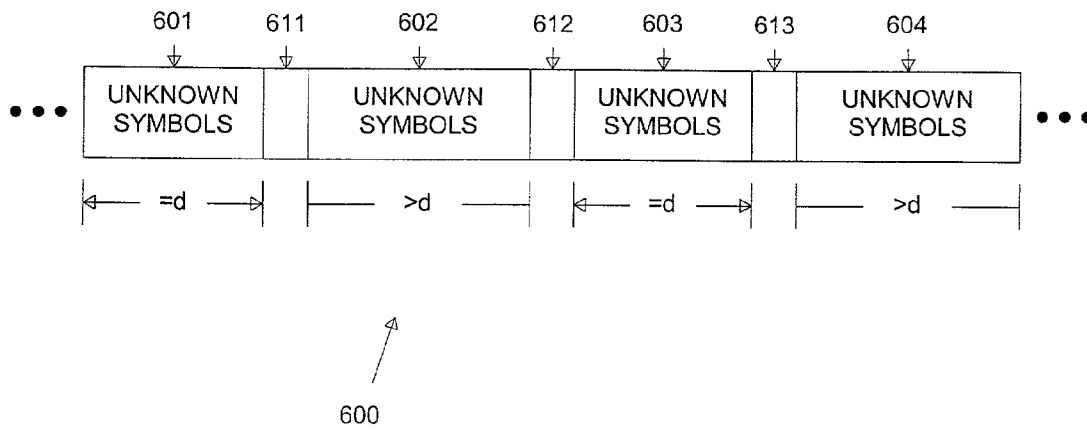 601 611 602 612 603 613 604
UNKNOWN SYMBOLS UNKNOWN SYMBOLS UNKNOWN SYMBOLS UNKNOWN SYMBOLS
=d >d =d >d
600